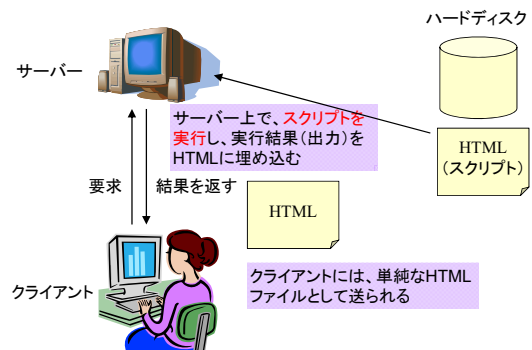 ハードディスク
サーバー
サーバー上で、スクリプトを
実行し、実行結果(出力)を
HTMLに埋め込む
HTML
(スクリプト)
要求
結果を返す
HTML
クライアント
クライアントには、単純なHTML
ファイルとして送られる